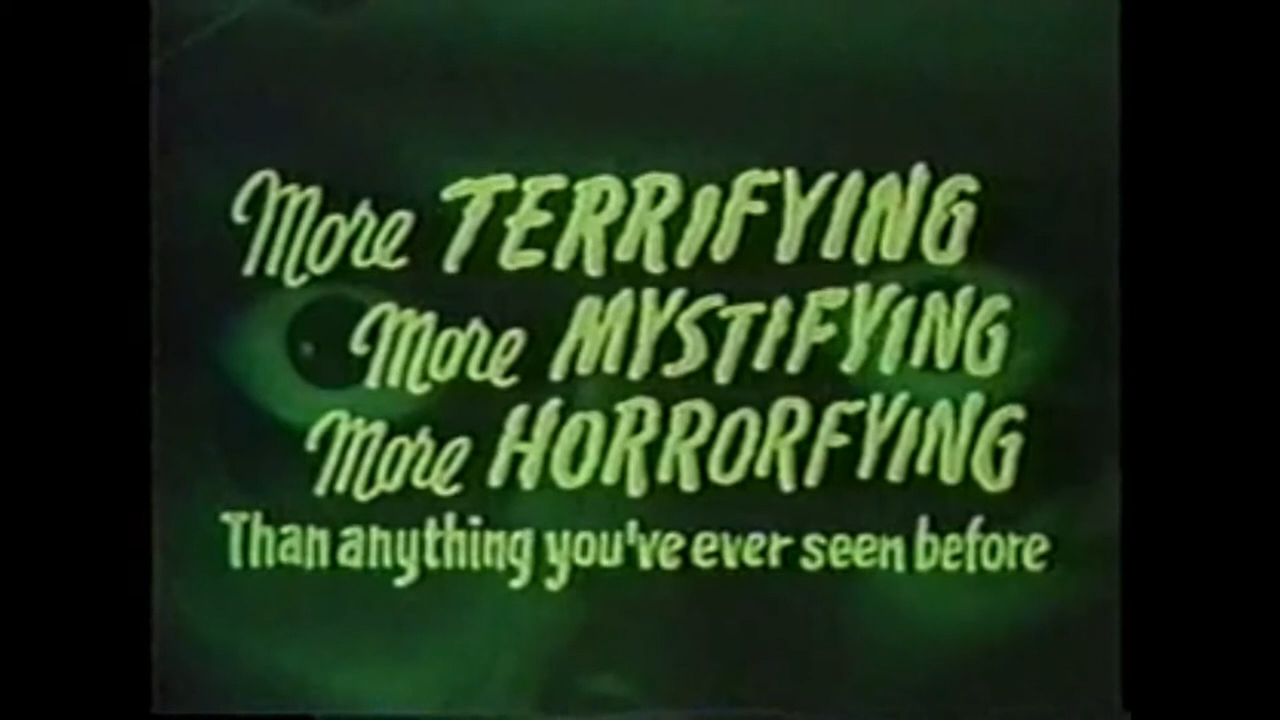 More TERRIFYING
More MYSTIFYING
More HORRORFYING
Than anything you've ever seen before